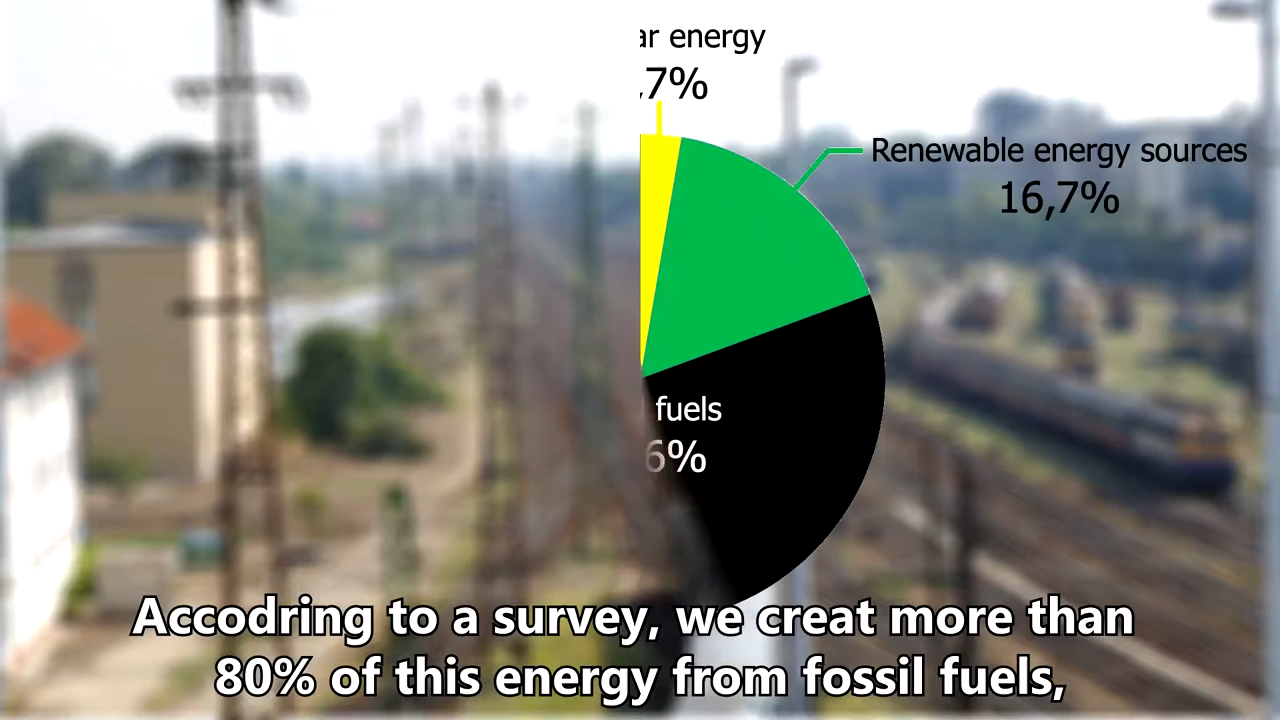 energy
7%
Renewable energy sources
16,7%
fuels
6%
Accodring to a survey, we creat more than
80% of this energy from fossil fuels,